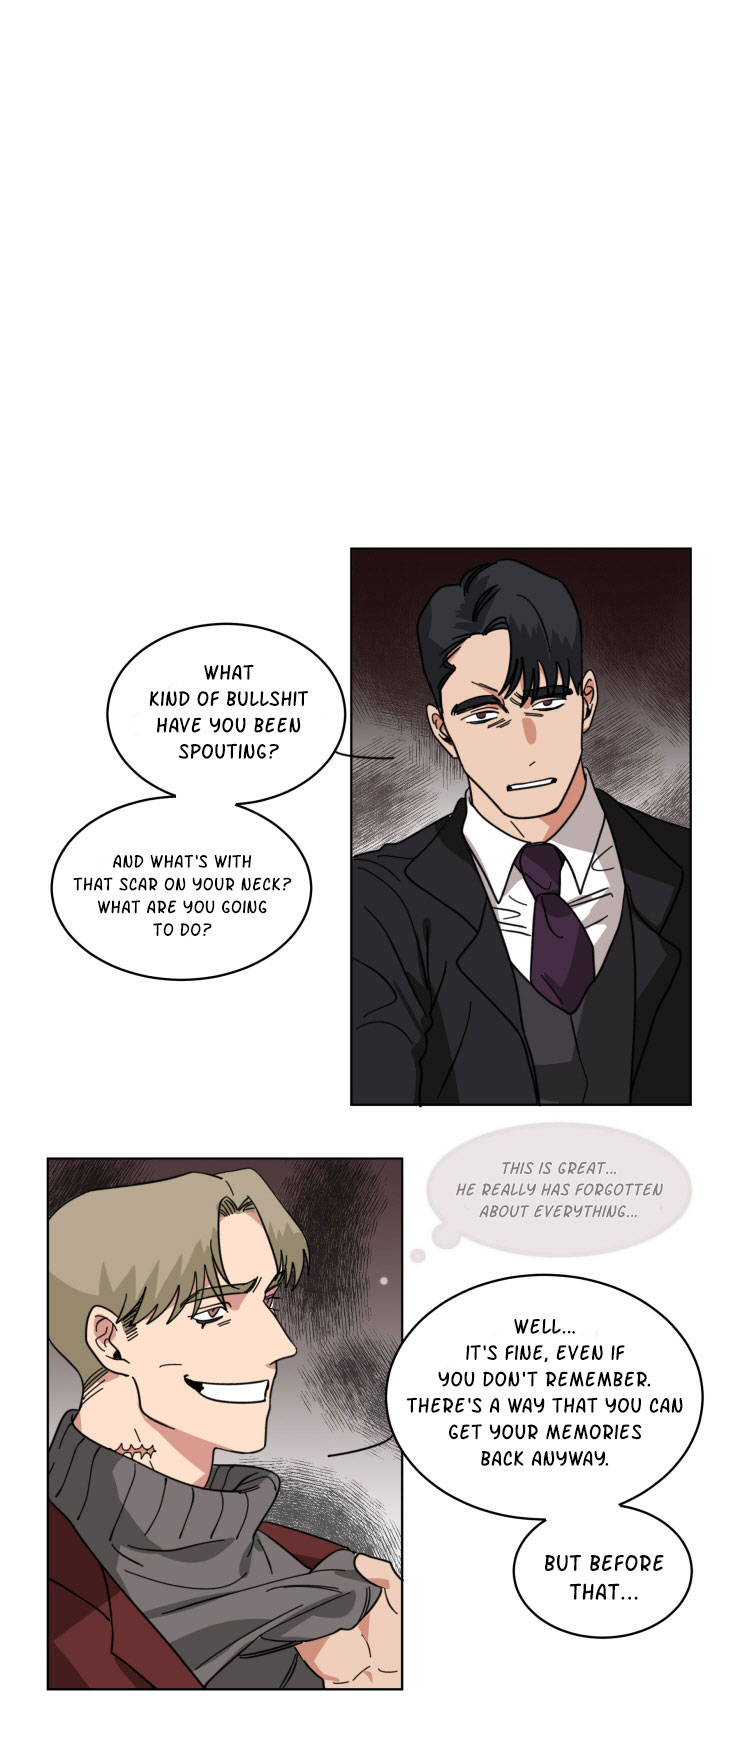 WHAT
KIND OF BULLSHIT
HAVE YOU BEEN
SPOUTING?
AND WHAT'S WITH
THAT SCAR ON YOUR NECK?
WHAT ARE YOU GOING
TO DO?
THIS IS GREAT...
HE REALLY HAS FORGOTTEN
ABOUT EVERYTHING...
WELL...
IT'S FINE, EVEN IF
YOU DON'T REMEMBER.
THERE'S A WAY THAT YOU CAN
GET YOUR MEMORIES
BACK ANYWAY.
BUT BEFORE
THAT...